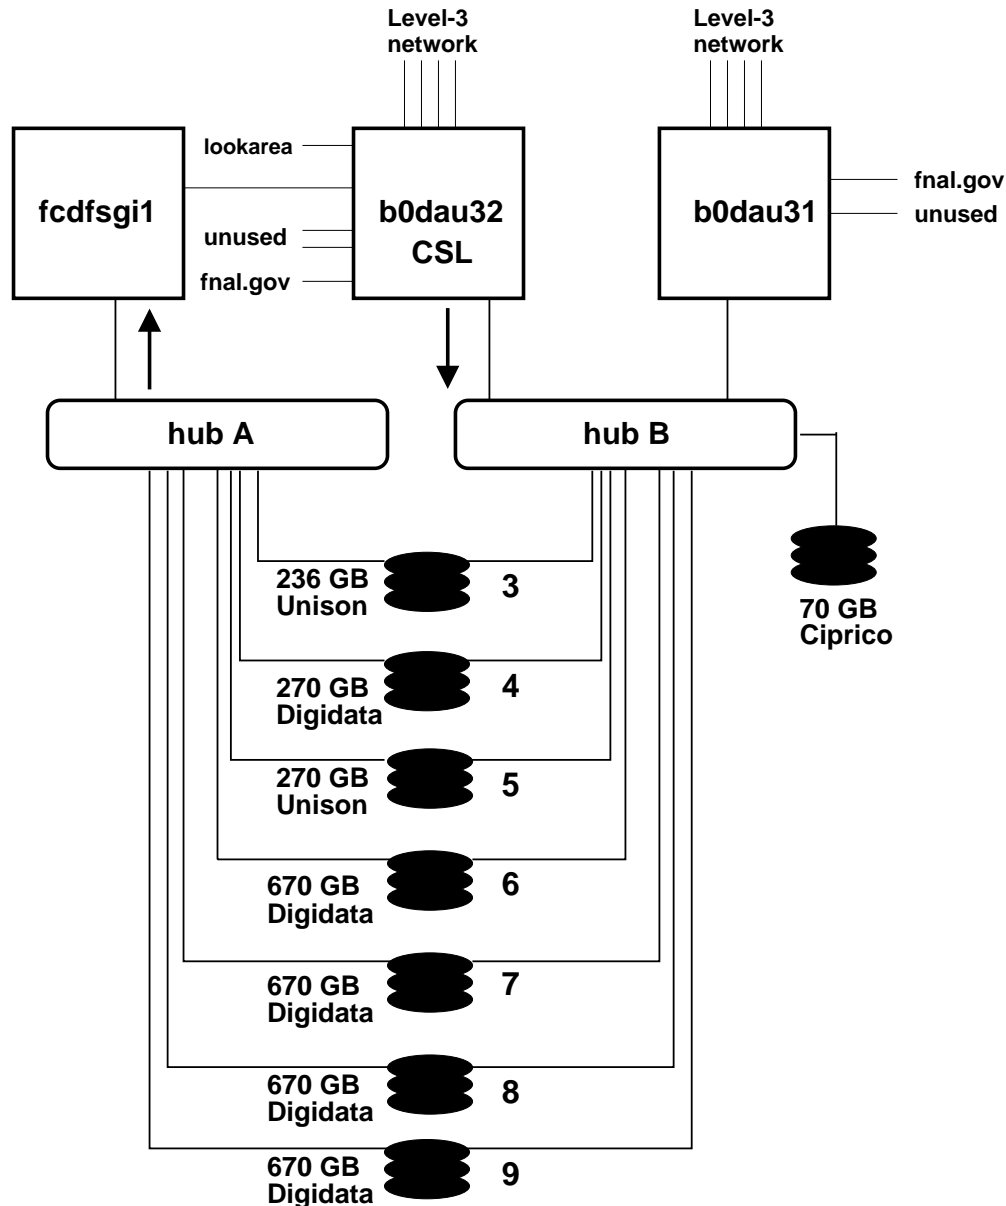 Level-3
network
Level-3
network
lookarea
fcdfsgi1
b0dau32
CSL
b0dau31
fnal.gov
unused
unused
fnal.gov
hub A
hub B
236 GB
Unison
3
70 GB
Ciprico
270 GB
Digidata
4
270 GB
Unison
5
670 GB
Digidata
6
670 GB
Digidata
7
670 GB
Digidata
8
670 GB
Digidata
9